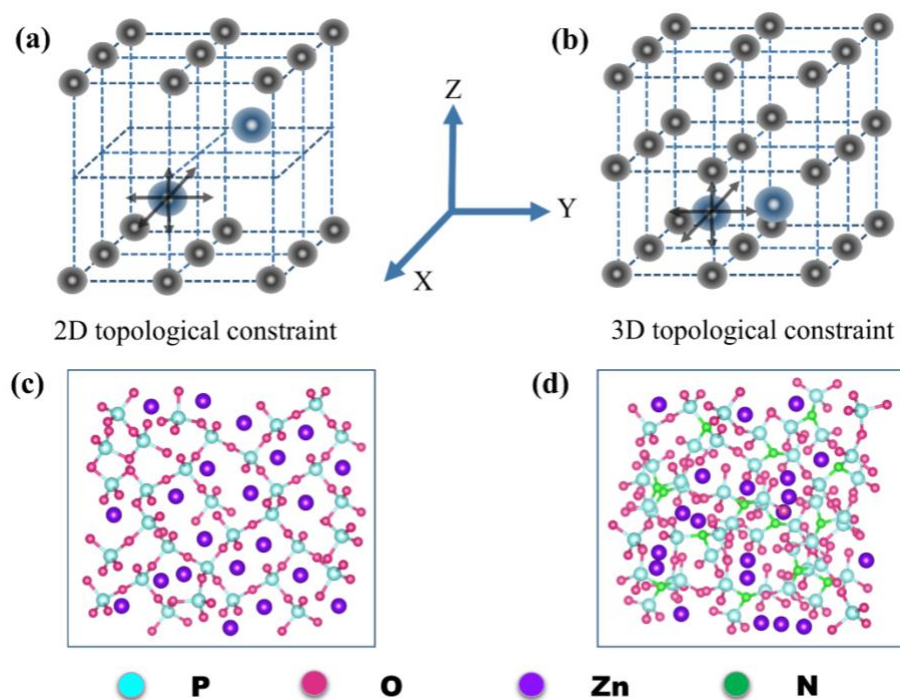 (a)
(b)
Z
Y
X
2D topological constraint
3D topological constraint
(c)
(d)
P O Zn N